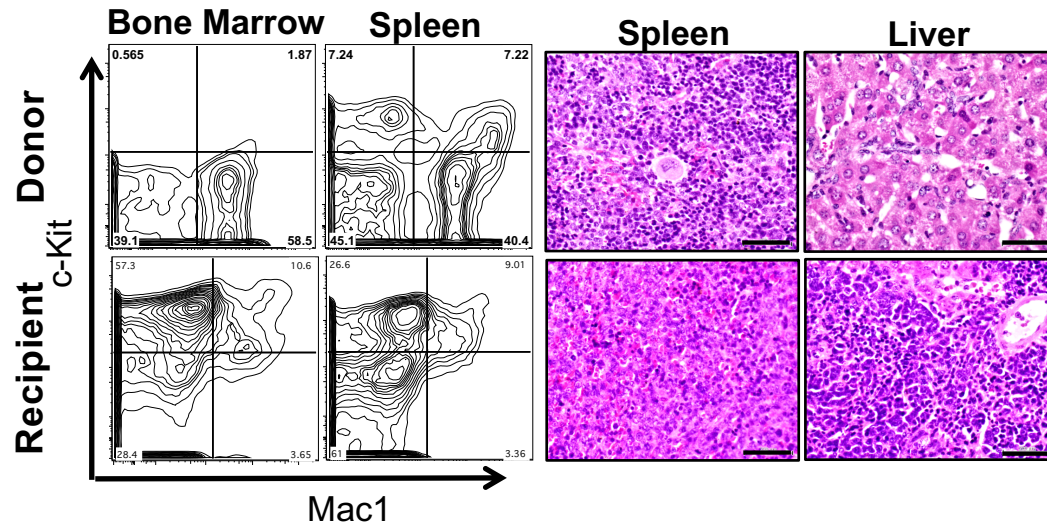 Bone Marrow Spleen Spleen Liver
Donor
0.565 1.87
39.1 58.5
7.24 7.22
45.1 40.4
Recipient
57.3 10.6
28.4 3.65
26.6 9.01
61 3.36
c-Kit
Mac1